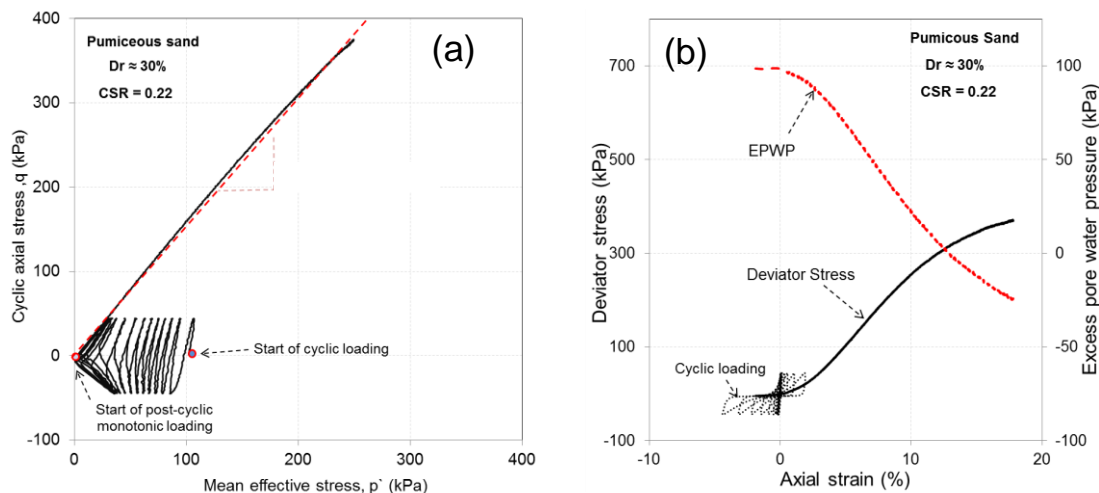 (a)
Pumiceous sand
Dr ≈ 30%
CSR = 0.22
400
300
200
100
0
-100
Cyclic axial stress ,q (kPa)
Start of cyclic loading
Start of post-cyclic
monotonic loading
0
100
200
300
400
Mean effective stress, p` (kPa)
(b)
Pumicous Sand
Dr ≈ 30%
CSR = 0.22
700
500
300
100
-100
Deviator stress (kPa)
EPWP
Deviator Stress
Cyclic loading
100
50
0
-50
-100
Excess pore water pressure (kPa)
-10
0
10
20
Axial strain (%)